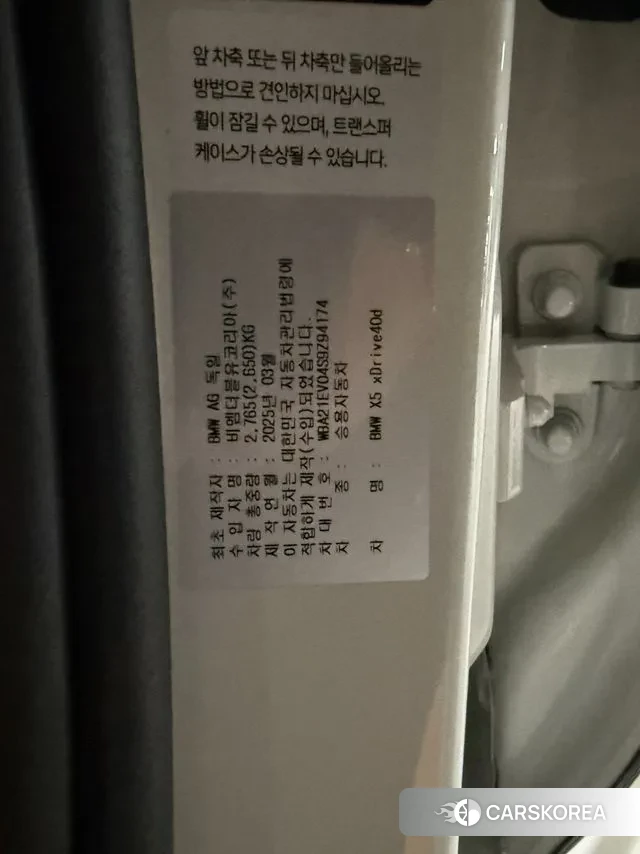 앞 차축 또는 뒤 차축만 들어올리는
방법으로 견인하지 마십시오.
휠이 잠길 수 있으며, 트랜스퍼
케이스가 손상될 수 있습니다.
최초 제작자 : BMW AG 독일
수 입 자 명 : 비엠더블유코리아(주)
차량 총중량 : 2,765(2,650)KG
제 작 연 월 : 2025년 03월
이 자동차는 대한민국 자동차관리법령에
적합하게 제작(수입)되었습니다.
차 대 번 호 : WBA21EV04S9Z94174
차 종 : 승용자동차
차 명 : BMW X5 xDrive40d
CARSKOREA